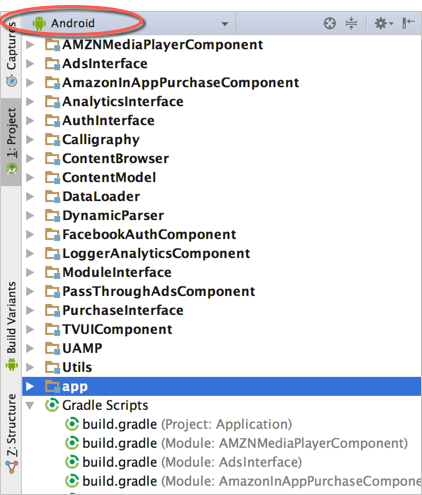 Android
Captures
1: Project
Build Variants
Z: Structure
AMZNMediaPlayerComponent
AdsInterface
AmazonInAppPurchaseComponent
AnalyticsInterface
AuthInterface
Calligraphy
ContentBrowser
ContentModel
DataLoader
DynamicParser
FacebookAuthComponent
LoggerAnalyticsComponent
ModuleInterface
PassThroughAdsComponent
PurchaseInterface
TVUIComponent
UAMP
Utils
app
Gradle Scripts
build.gradle (Project: Application)
build.gradle (Module: AMZNMediaPlayerComponent)
build.gradle (Module: AdsInterface)
build.gradle (Module: AmazonInAppPurchaseCompone